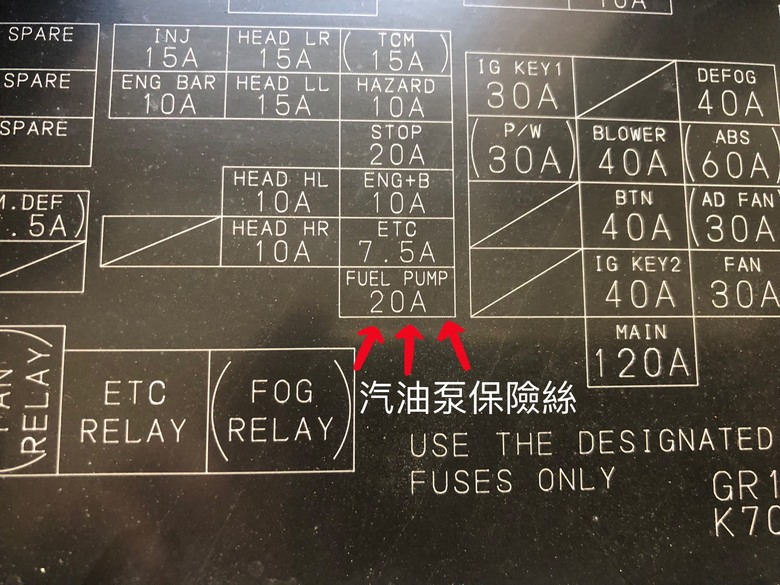 10A
SPARE
INJ
15A
HEAD LR
15A
(TCM
15A)
SPARE
ENG BAR
10A
HEAD LL
15A
HAZARD
10A
IG KEY1
30A
DEFOG
40A
SPARE
STOP
20A
(P/W
30A)
BLOWER
40A
(ABS
60A)
M.DEF
.5A)
HEAD HL
10A
ENG+B
10A
BTN
40A
(AD FAN
30A
HEAD HR
10A
ETC
7.5A
IG KEY2
40A
FAN
30A
FUEL PUMP
20A
MAIN
120A
RELAY)
ETC
RELAY
(FOG
RELAY)
汽油泵保險絲
USE THE DESIGNATED
FUSES ONLY
GR1
K70